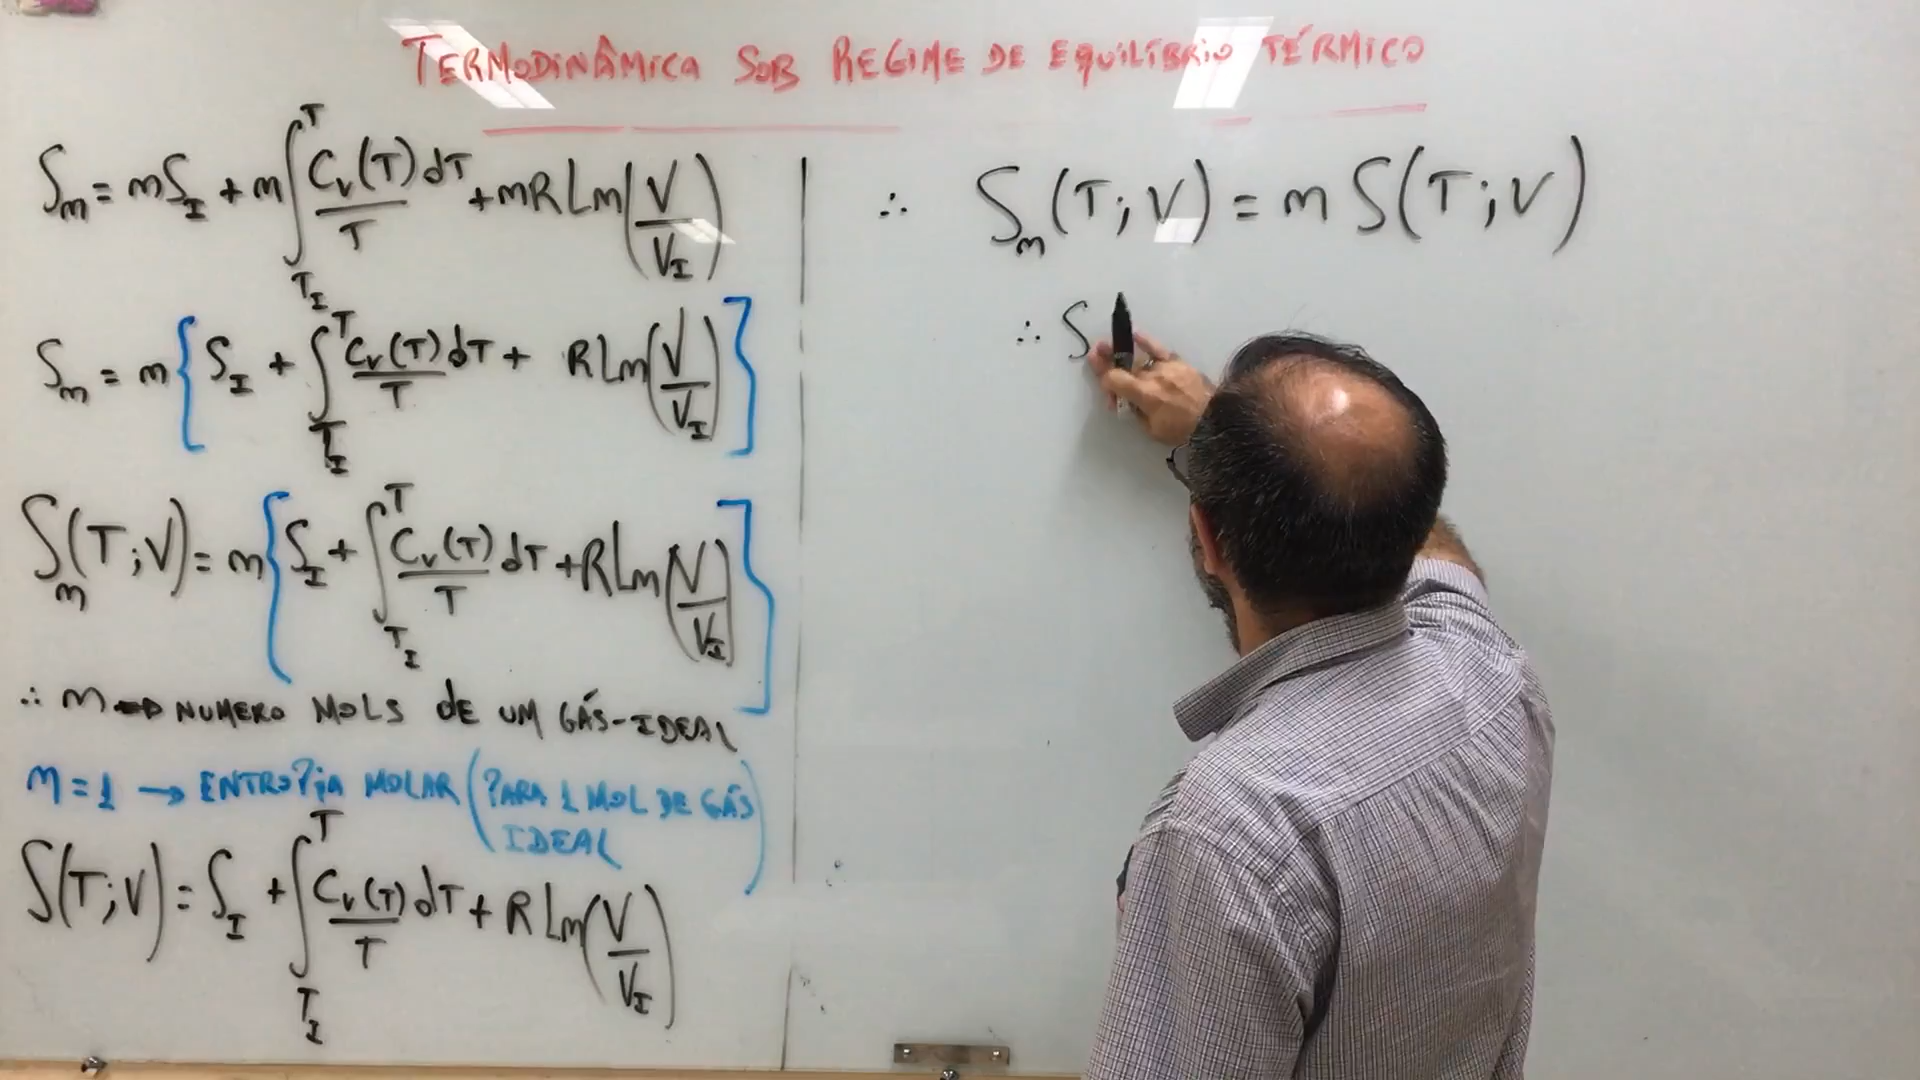 TERMODINÂMICA SOB REGIME DE EQUILÍBRIO TÉRMICO
S_m = mS_I + m ∫_{T_I}^{T} C_v(T)/T dT + mR Ln(V/V_I)
S_m = m{S_I + ∫_{T_I}^{T} C_v(T)/T dT + R Ln(V/V_I)}
S_m(T;V) = m{S_I + ∫_{T_I}^{T} C_v(T)/T dT + R Ln(V/V_I)}
∴ m → NUMERO MOLS DE UM GÁS-IDEAL
m = 1 → ENTROPIA MOLAR (PARA 1 MOL DE GÁS
IDEAL)
S(T;V) = S_I + ∫_{T_I}^{T} C_v(T)/T dT + R Ln(V/V_I)
∴ S_m(T;V) = m S(T;V)
∴ S